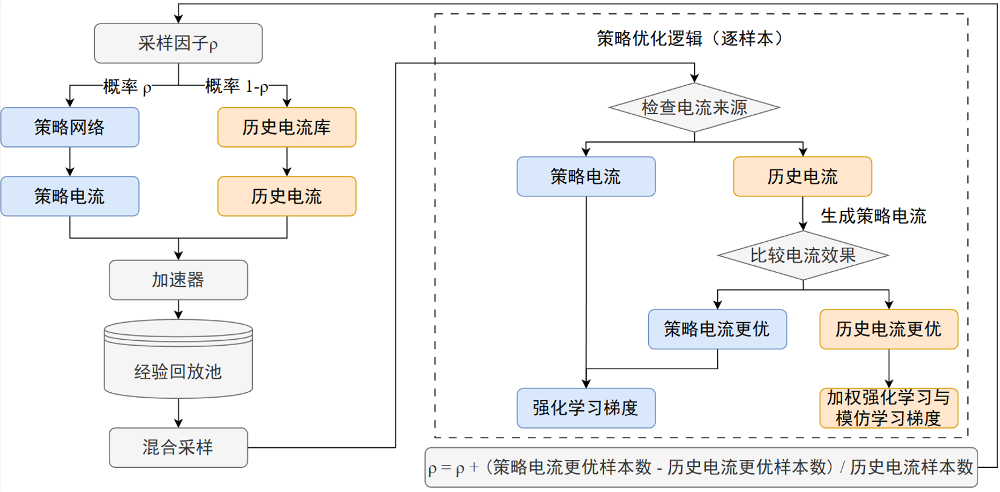 采样因子ρ
概率 ρ
概率 1-ρ
策略网络
历史电流库
策略电流
历史电流
加速器
经验回放池
混合采样
策略优化逻辑（逐样本）
检查电流来源
策略电流
历史电流
生成策略电流
比较电流效果
策略电流更优
历史电流更优
强化学习梯度
加权强化学习与
模仿学习梯度
ρ = ρ +（策略电流更优样本数 - 历史电流更优样本数）/ 历史电流样本数